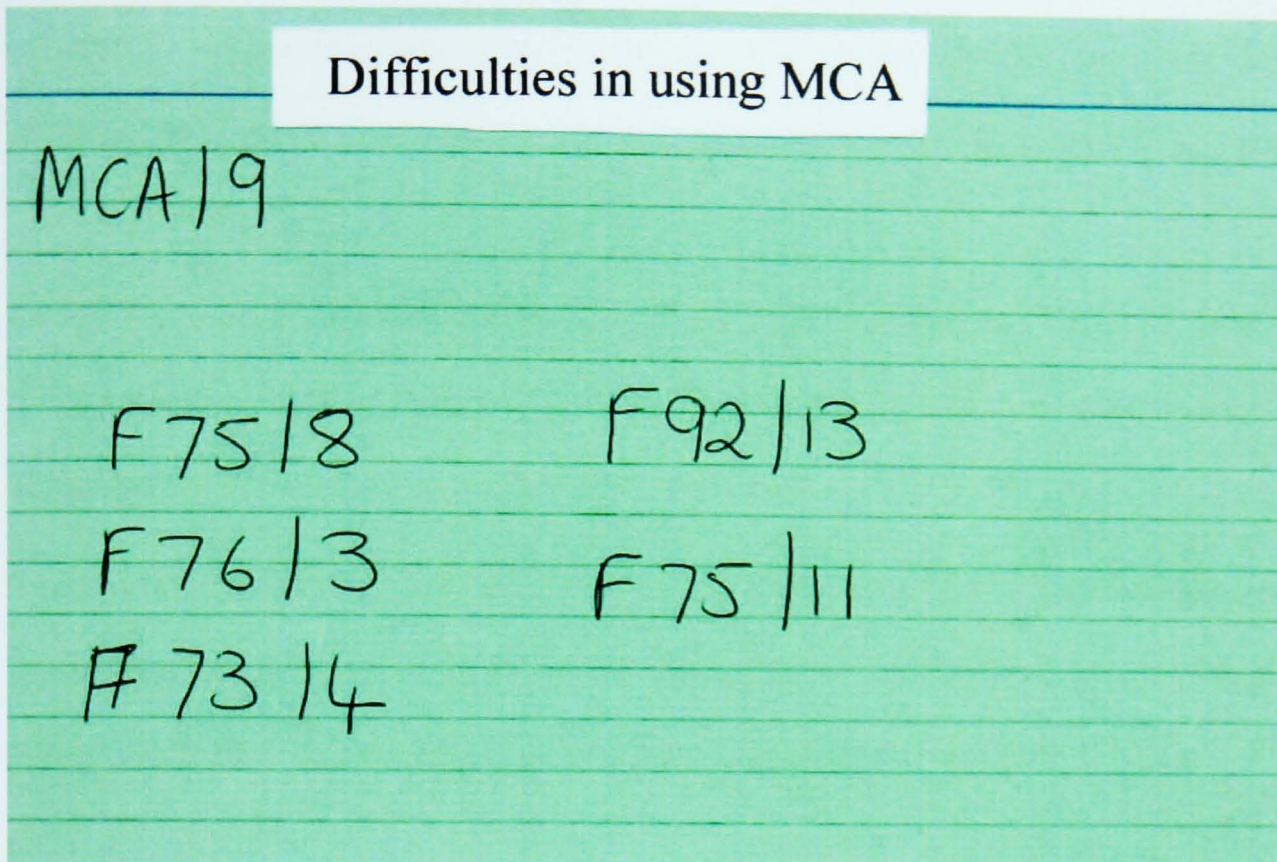 Difficulties in using MCA
MCA/9
F75/8
F92/13
F76/3
F75/11
F73/4